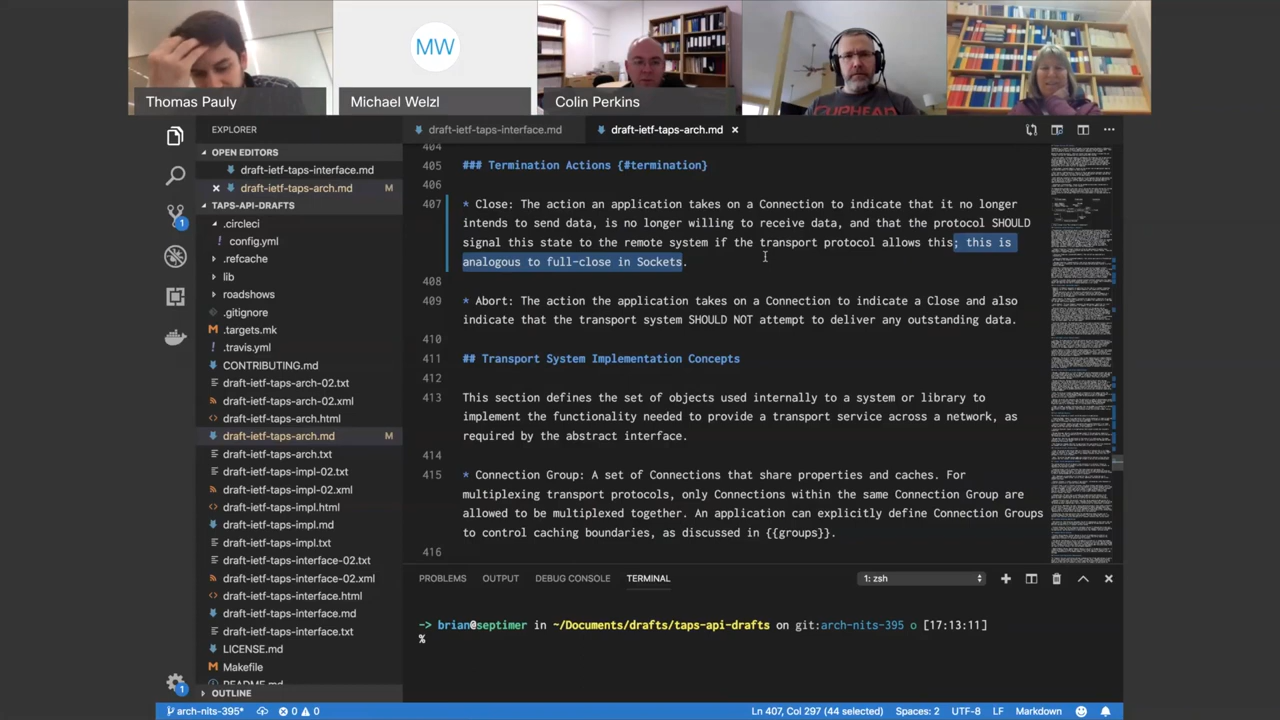 MW
Thomas Pauly
Michael Welzl
Colin Perkins
CUPHEAD
EXPLORER
draft-ietf-taps-interface.md
draft-ietf-taps-arch.md
OPEN EDITORS
draft-ietf-taps-interface.md
draft-ietf-taps-arch.md M
TAPS-API-DRAFTS
.circleci
config.yml
.refcache
lib
roadshows
.gitignore
.targets.mk
.travis.yml
CONTRIBUTING.md
draft-ietf-taps-arch-02.txt
draft-ietf-taps-arch-02.xml
draft-ietf-taps-arch.html
draft-ietf-taps-arch.md M
draft-ietf-taps-arch.txt
draft-ietf-taps-impl-02.txt
draft-ietf-taps-impl-02.xml
draft-ietf-taps-impl.html
draft-ietf-taps-impl.md
draft-ietf-taps-impl.txt
draft-ietf-taps-interface-02.xml
draft-ietf-taps-interface.html
draft-ietf-taps-interface.md
draft-ietf-taps-interface.txt
LICENSE.md
Makefile
README.md
OUTLINE
1
1
404
405 ### Termination Actions {#termination}
406
407 * Close: The action an application takes on a Connection to indicate that it no longer
intends to send data, is no longer willing to receive data, and that the protocol SHOULD
signal this state to the remote system if the transport protocol allows this; this is
analogous to full-close in Sockets.
408
409 * Abort: The action the application takes on a Connection to indicate a Close and also
indicate that the transport system SHOULD NOT attempt to deliver any outstanding data.
410
411 ## Transport System Implementation Concepts
412
413 This section defines the set of objects used internally to a system or library to
implement the functionality needed to provide a transport service across a network, as
required by the abstract interface.
414
415 * Connection Group: A set of Connections that share properties and caches. For
multiplexing transport protocols, only Connections within the same Connection Group are
allowed to be multiplexed together. An application can explicitly define Connection Groups
to control caching boundaries, as discussed in {{groups}}.
416
PROBLEMS OUTPUT DEBUG CONSOLE TERMINAL 1: zsh
-> brian@septimer in ~/Documents/drafts/taps-api-drafts on git:arch-nits-395 o [17:13:11]
%
arch-nits-395* 0 0 Ln 407, Col 297 (44 selected) Spaces: 2 UTF-8 LF Markdown